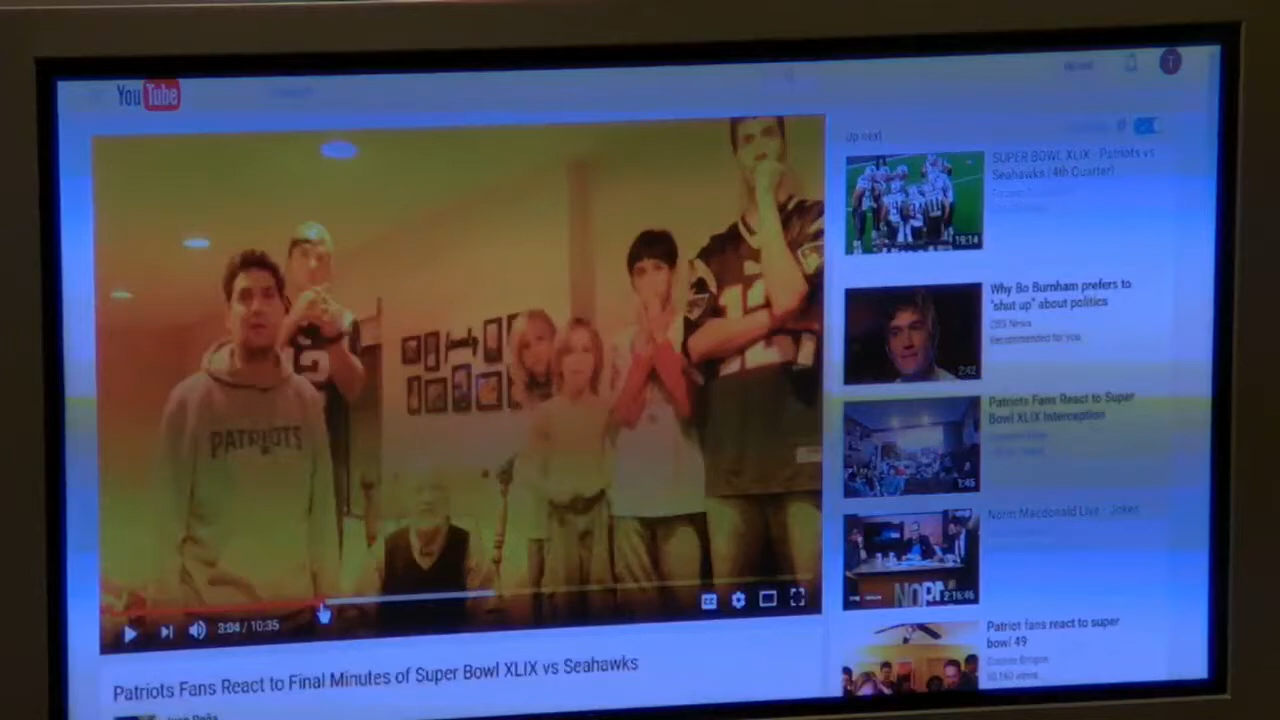 YouTube
Up next
SUPER BOWL XLIX - Patriots vs
Seahawks (4th Quarter)
19:14
Why Bo Burnham prefers to
"shut up" about politics
CBS News
Recommended for you
2:42
Patriots Fans React to Super
Bowl XLIX Interception
1:45
Norm Macdonald Live - Jokes
NORM
2:16:46
Patriot fans react to super
bowl 49
PATRIOTS
family
12
CC
3:04 / 10:35
Patriots Fans React to Final Minutes of Super Bowl XLIX vs Seahawks
T